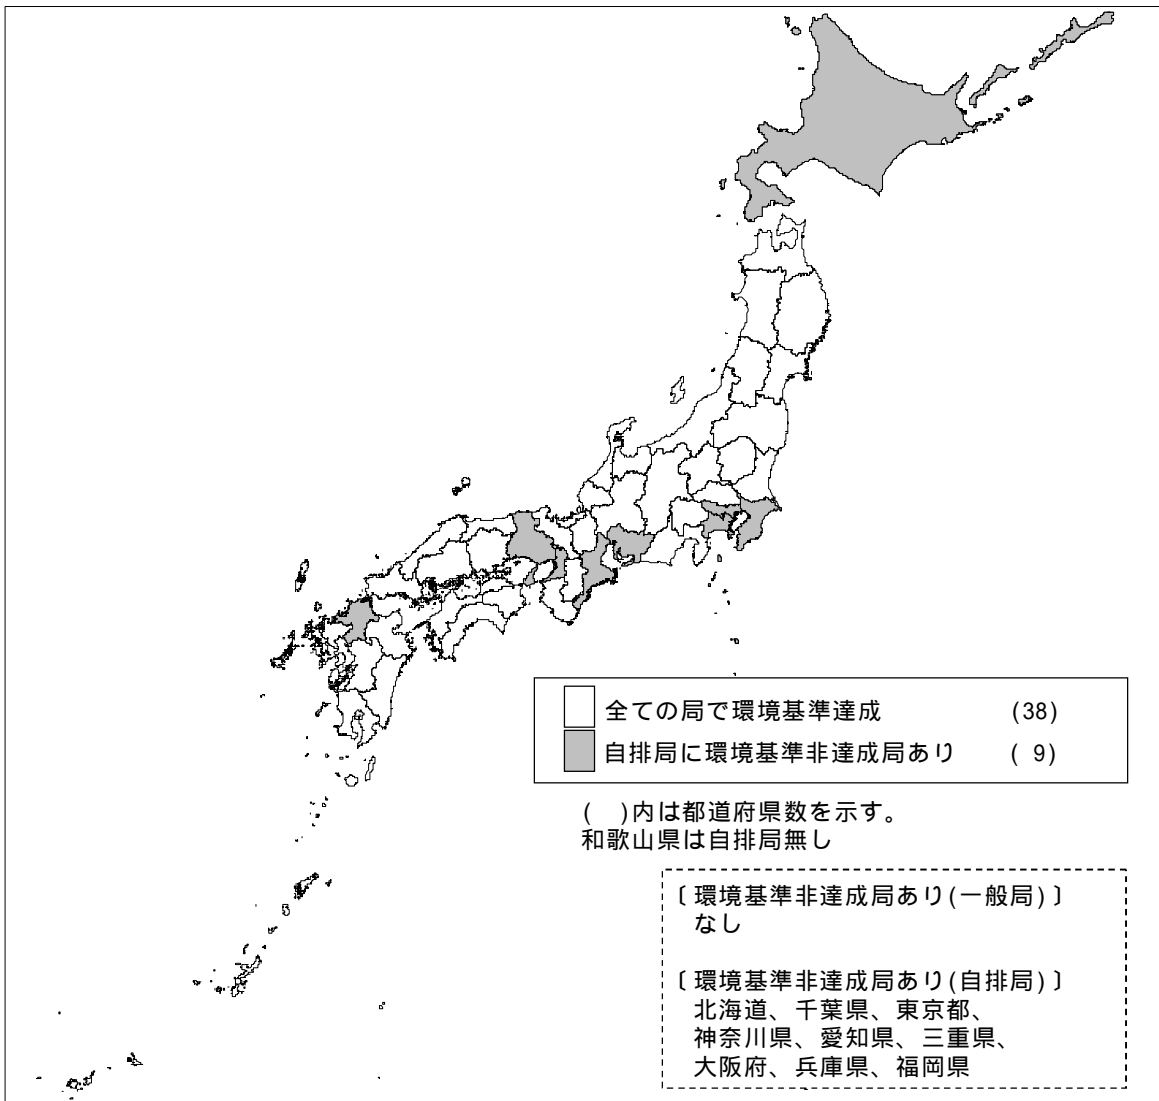 全ての局で環境基準達成 (38)
自排局に環境基準非達成局あり ( 9)
( )内は都道府県数を示す。
和歌山県は自排局無し
〔環境基準非達成局あり(一般局)〕
なし
〔環境基準非達成局あり(自排局)〕
北海道、千葉県、東京都、
神奈川県、愛知県、三重県、
大阪府、兵庫県、福岡県